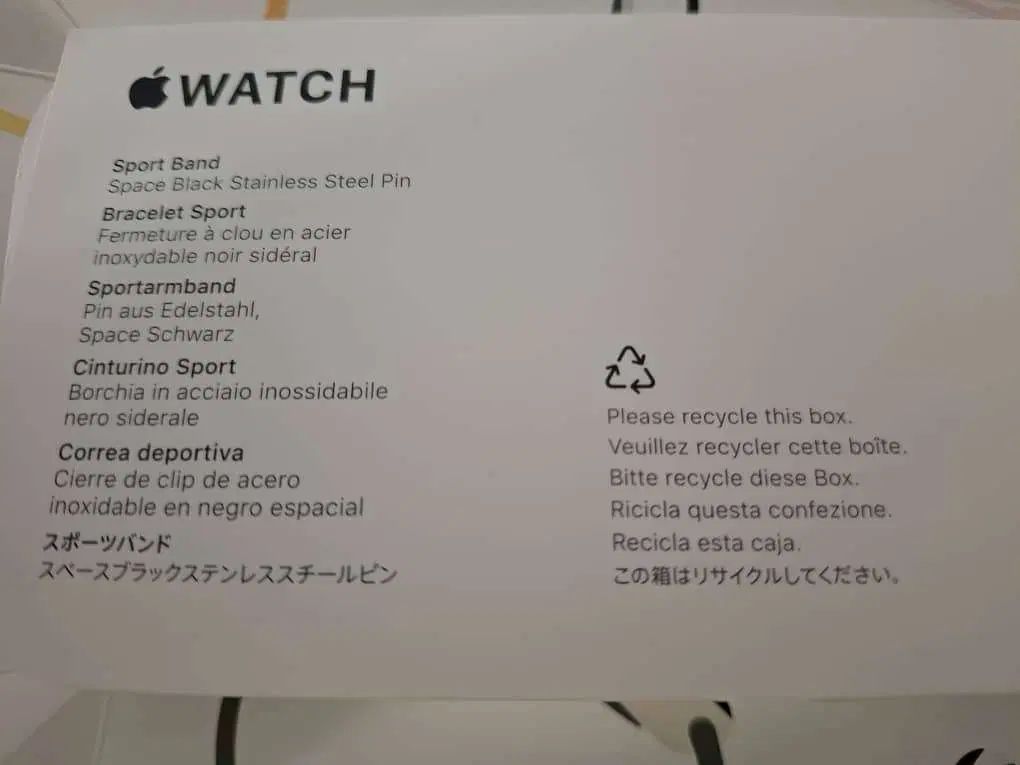 WATCH
Sport Band
Space Black Stainless Steel Pin
Bracelet Sport
Fermeture à clou en acier
inoxydable noir sidéral
Sportarmband
Pin aus Edelstahl,
Space Schwarz
Cinturino Sport
Borchia in acciaio inossidabile
nero siderale
Correa deportiva
Cierre de clip de acero
inoxidable en negro espacial
スポーツバンド
スペースブラックステンレススチールピン
Please recycle this box.
Veuillez recycler cette boîte.
Bitte recycle diese Box.
Ricicla questa confezione.
Recicla esta caja.
この箱はリサイクルしてください。